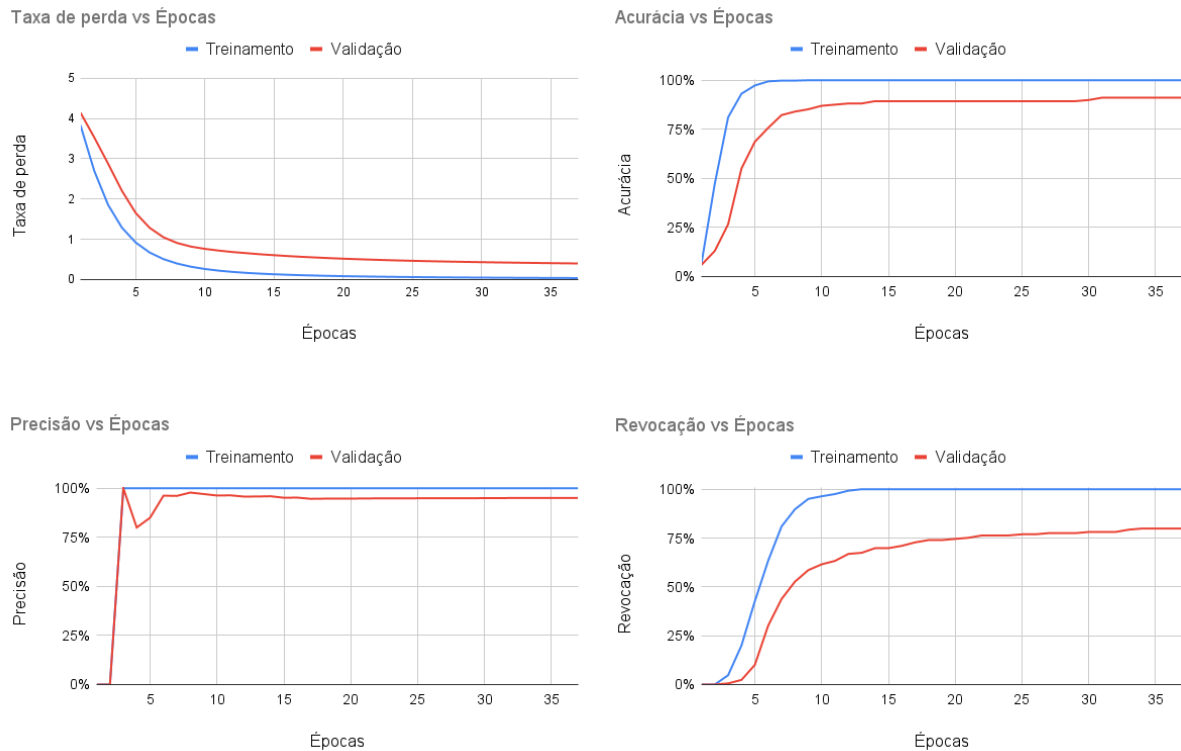 Taxa de perda vs Épocas
Treinamento Validação
5
4
3
2
1
0
Taxa de perda
5 10 15 20 25 30 35
Épocas
Acurácia vs Épocas
Treinamento Validação
100%
75%
50%
25%
0%
Acurácia
5 10 15 20 25 30 35
Épocas
Precisão vs Épocas
Treinamento Validação
100%
75%
50%
25%
0%
Precisão
5 10 15 20 25 30 35
Épocas
Revocação vs Épocas
Treinamento Validação
100%
75%
50%
25%
0%
Revocação
5 10 15 20 25 30 35
Épocas